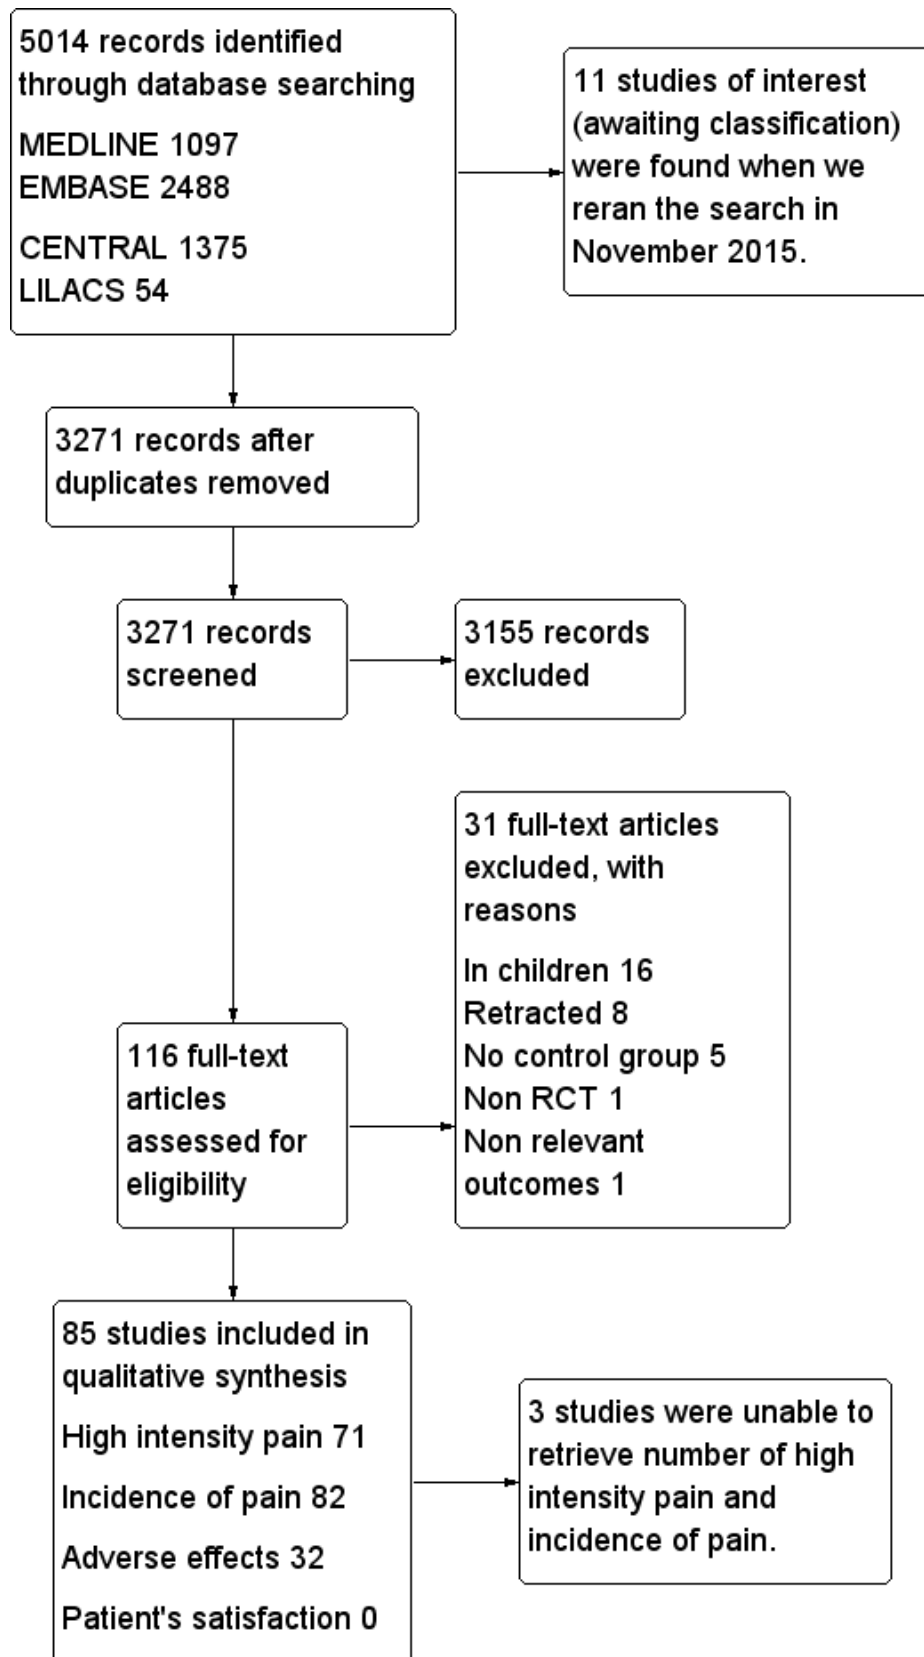 5014 records identified
through database searching
MEDLINE 1097
EMBASE 2488
CENTRAL 1375
LILACS 54
11 studies of interest
(awaiting classification)
were found when we
reran the search in
November 2015.
3271 records after
duplicates removed
3271 records
screened
3155 records
excluded
31 full-text articles
excluded, with
reasons
In children 16
Retracted 8
No control group 5
Non RCT 1
Non relevant
outcomes 1
116 full-text
articles
assessed for
eligibility
85 studies included in
qualitative synthesis
High intensity pain 71
Incidence of pain 82
Adverse effects 32
Patient's satisfaction 0
3 studies were unable to
retrieve number of high
intensity pain and
incidence of pain.